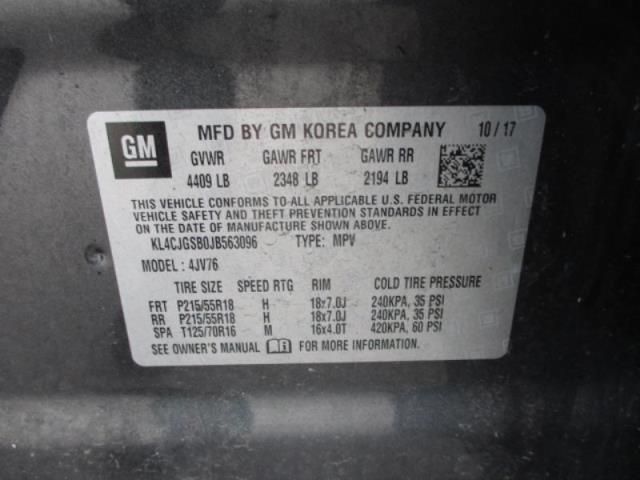 GM MFD BY GM KOREA COMPANY 10/17
GVWR GAWR FRT GAWR RR
4409 LB 2348 LB 2194 LB
THIS VEHICLE CONFORMS TO ALL APPLICABLE U.S. FEDERAL MOTOR
VEHICLE SAFETY AND THEFT PREVENTION STANDARDS IN EFFECT
ON THE DATE OF MANUFACTURE SHOWN ABOVE.
KL4CJGSB0JB563096 TYPE: MPV
MODEL: 4JV76
TIRE SIZE SPEED RTG RIM COLD TIRE PRESSURE
FRT P215/55R18 H 18x7.0J 240KPA, 35 PSI
RR P215/55R18 H 18x7.0J 240KPA, 35 PSI
SPA T125/70R16 M 16x4.0T 420KPA, 60 PSI
SEE OWNER'S MANUAL FOR MORE INFORMATION.